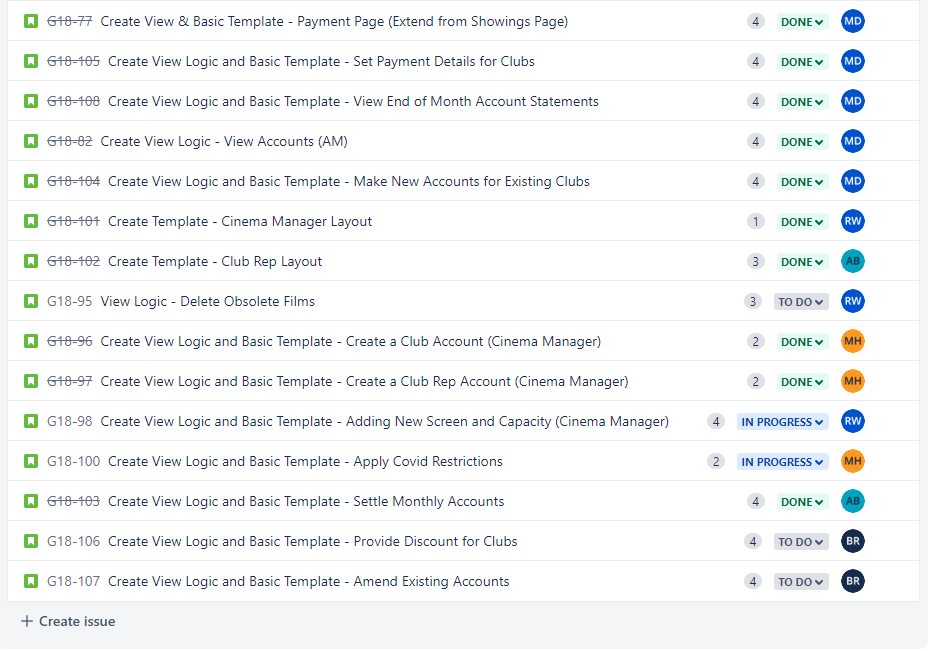 G18-77 Create View & Basic Template - Payment Page (Extend from Showings Page) 4 DONE MD
G18-105 Create View Logic and Basic Template - Set Payment Details for Clubs 4 DONE MD
G18-108 Create View Logic and Basic Template - View End of Month Account Statements 4 DONE MD
G18-82 Create View Logic - View Accounts (AM) 4 DONE MD
G18-104 Create View Logic and Basic Template - Make New Accounts for Existing Clubs 4 DONE MD
G18-101 Create Template - Cinema Manager Layout 1 DONE RW
G18-102 Create Template - Club Rep Layout 3 DONE AB
G18-95 View Logic - Delete Obsolete Films 3 TO DO RW
G18-96 Create View Logic and Basic Template - Create a Club Account (Cinema Manager) 2 DONE MH
G18-97 Create View Logic and Basic Template - Create a Club Rep Account (Cinema Manager) 2 DONE MH
G18-98 Create View Logic and Basic Template - Adding New Screen and Capacity (Cinema Manager) 4 IN PROGRESS RW
G18-100 Create View Logic and Basic Template - Apply Covid Restrictions 2 IN PROGRESS MH
G18-103 Create View Logic and Basic Template - Settle Monthly Accounts 4 DONE AB
G18-106 Create View Logic and Basic Template - Provide Discount for Clubs 4 TO DO BR
G18-107 Create View Logic and Basic Template - Amend Existing Accounts 4 TO DO BR
+ Create issue